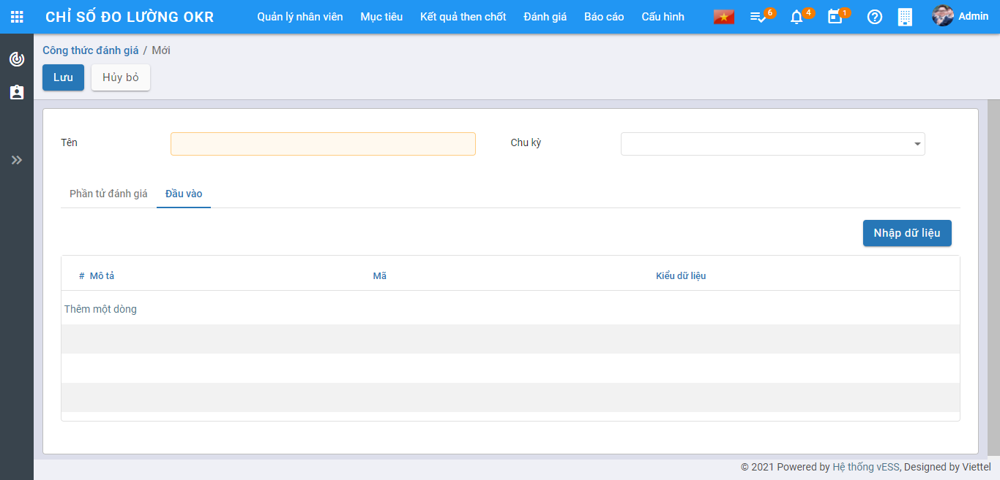 CHỈ SỐ ĐO LƯỜNG OKR Quản lý nhân viên Mục tiêu Kết quả then chốt Đánh giá Báo cáo Cấu hình 6 4 1 Admin
Công thức đánh giá / Mới
Lưu Hủy bỏ
Tên Chu kỳ
Phần tử đánh giá Đầu vào
Nhập dữ liệu
# Mô tả Mã Kiểu dữ liệu
Thêm một dòng
© 2021 Powered by Hệ thống vESS, Designed by Viettel